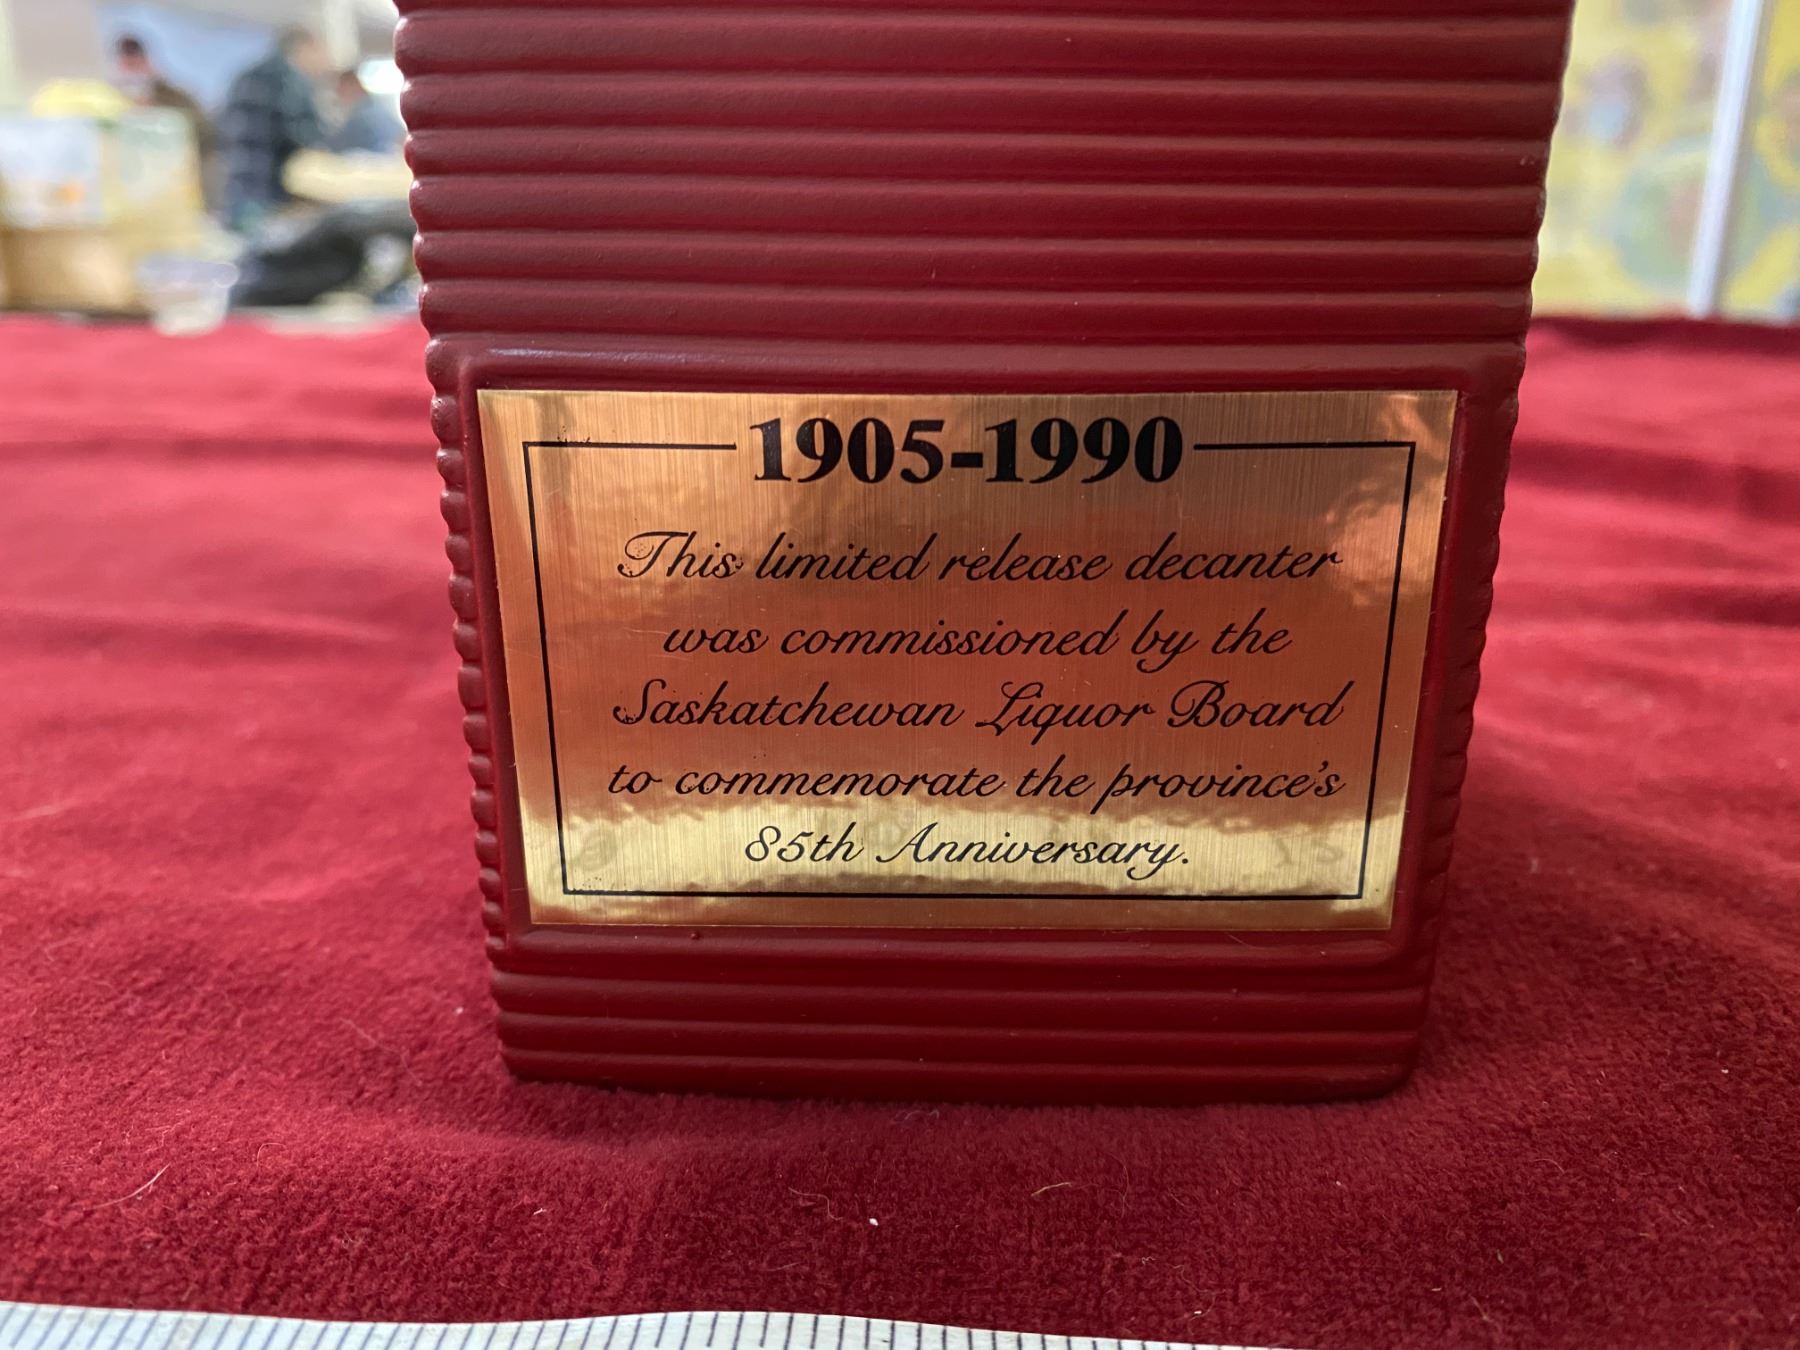 1905-1990
This limited release decanter
was commissioned by the
Saskatchewan Liquor Board
to commemorate the province's
85th Anniversary.